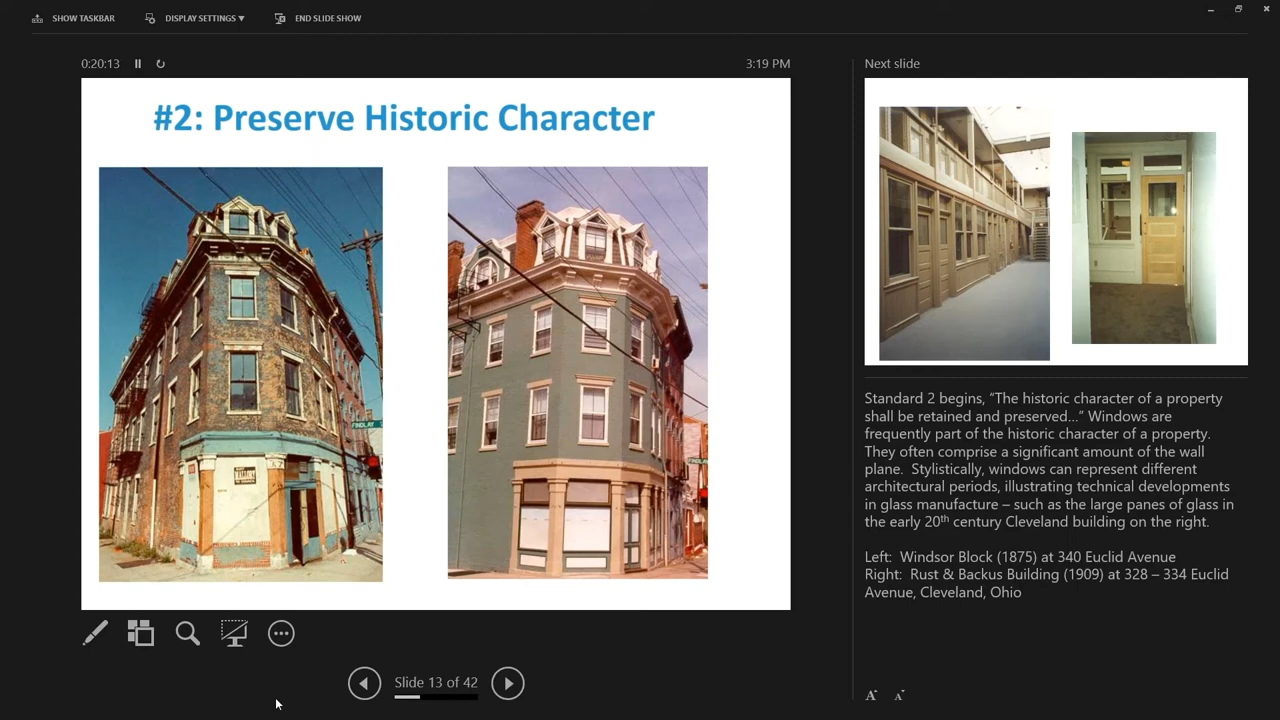 SHOW TASKBAR
DISPLAY SETTINGS ▾
END SLIDE SHOW
0:20:13
3:19 PM
#2: Preserve Historic Character
FINDLAY
FINDLAY
Slide 13 of 42
Next slide
Standard 2 begins, “The historic character of a property
shall be retained and preserved…” Windows are
frequently part of the historic character of a property.
They often comprise a significant amount of the wall
plane.  Stylistically, windows can represent different
architectural periods, illustrating technical developments
in glass manufacture – such as the large panes of glass in
the early 20th century Cleveland building on the right.
Left:  Windsor Block (1875) at 340 Euclid Avenue
Right:  Rust & Backus Building (1909) at 328 – 334 Euclid
Avenue, Cleveland, Ohio
A
A